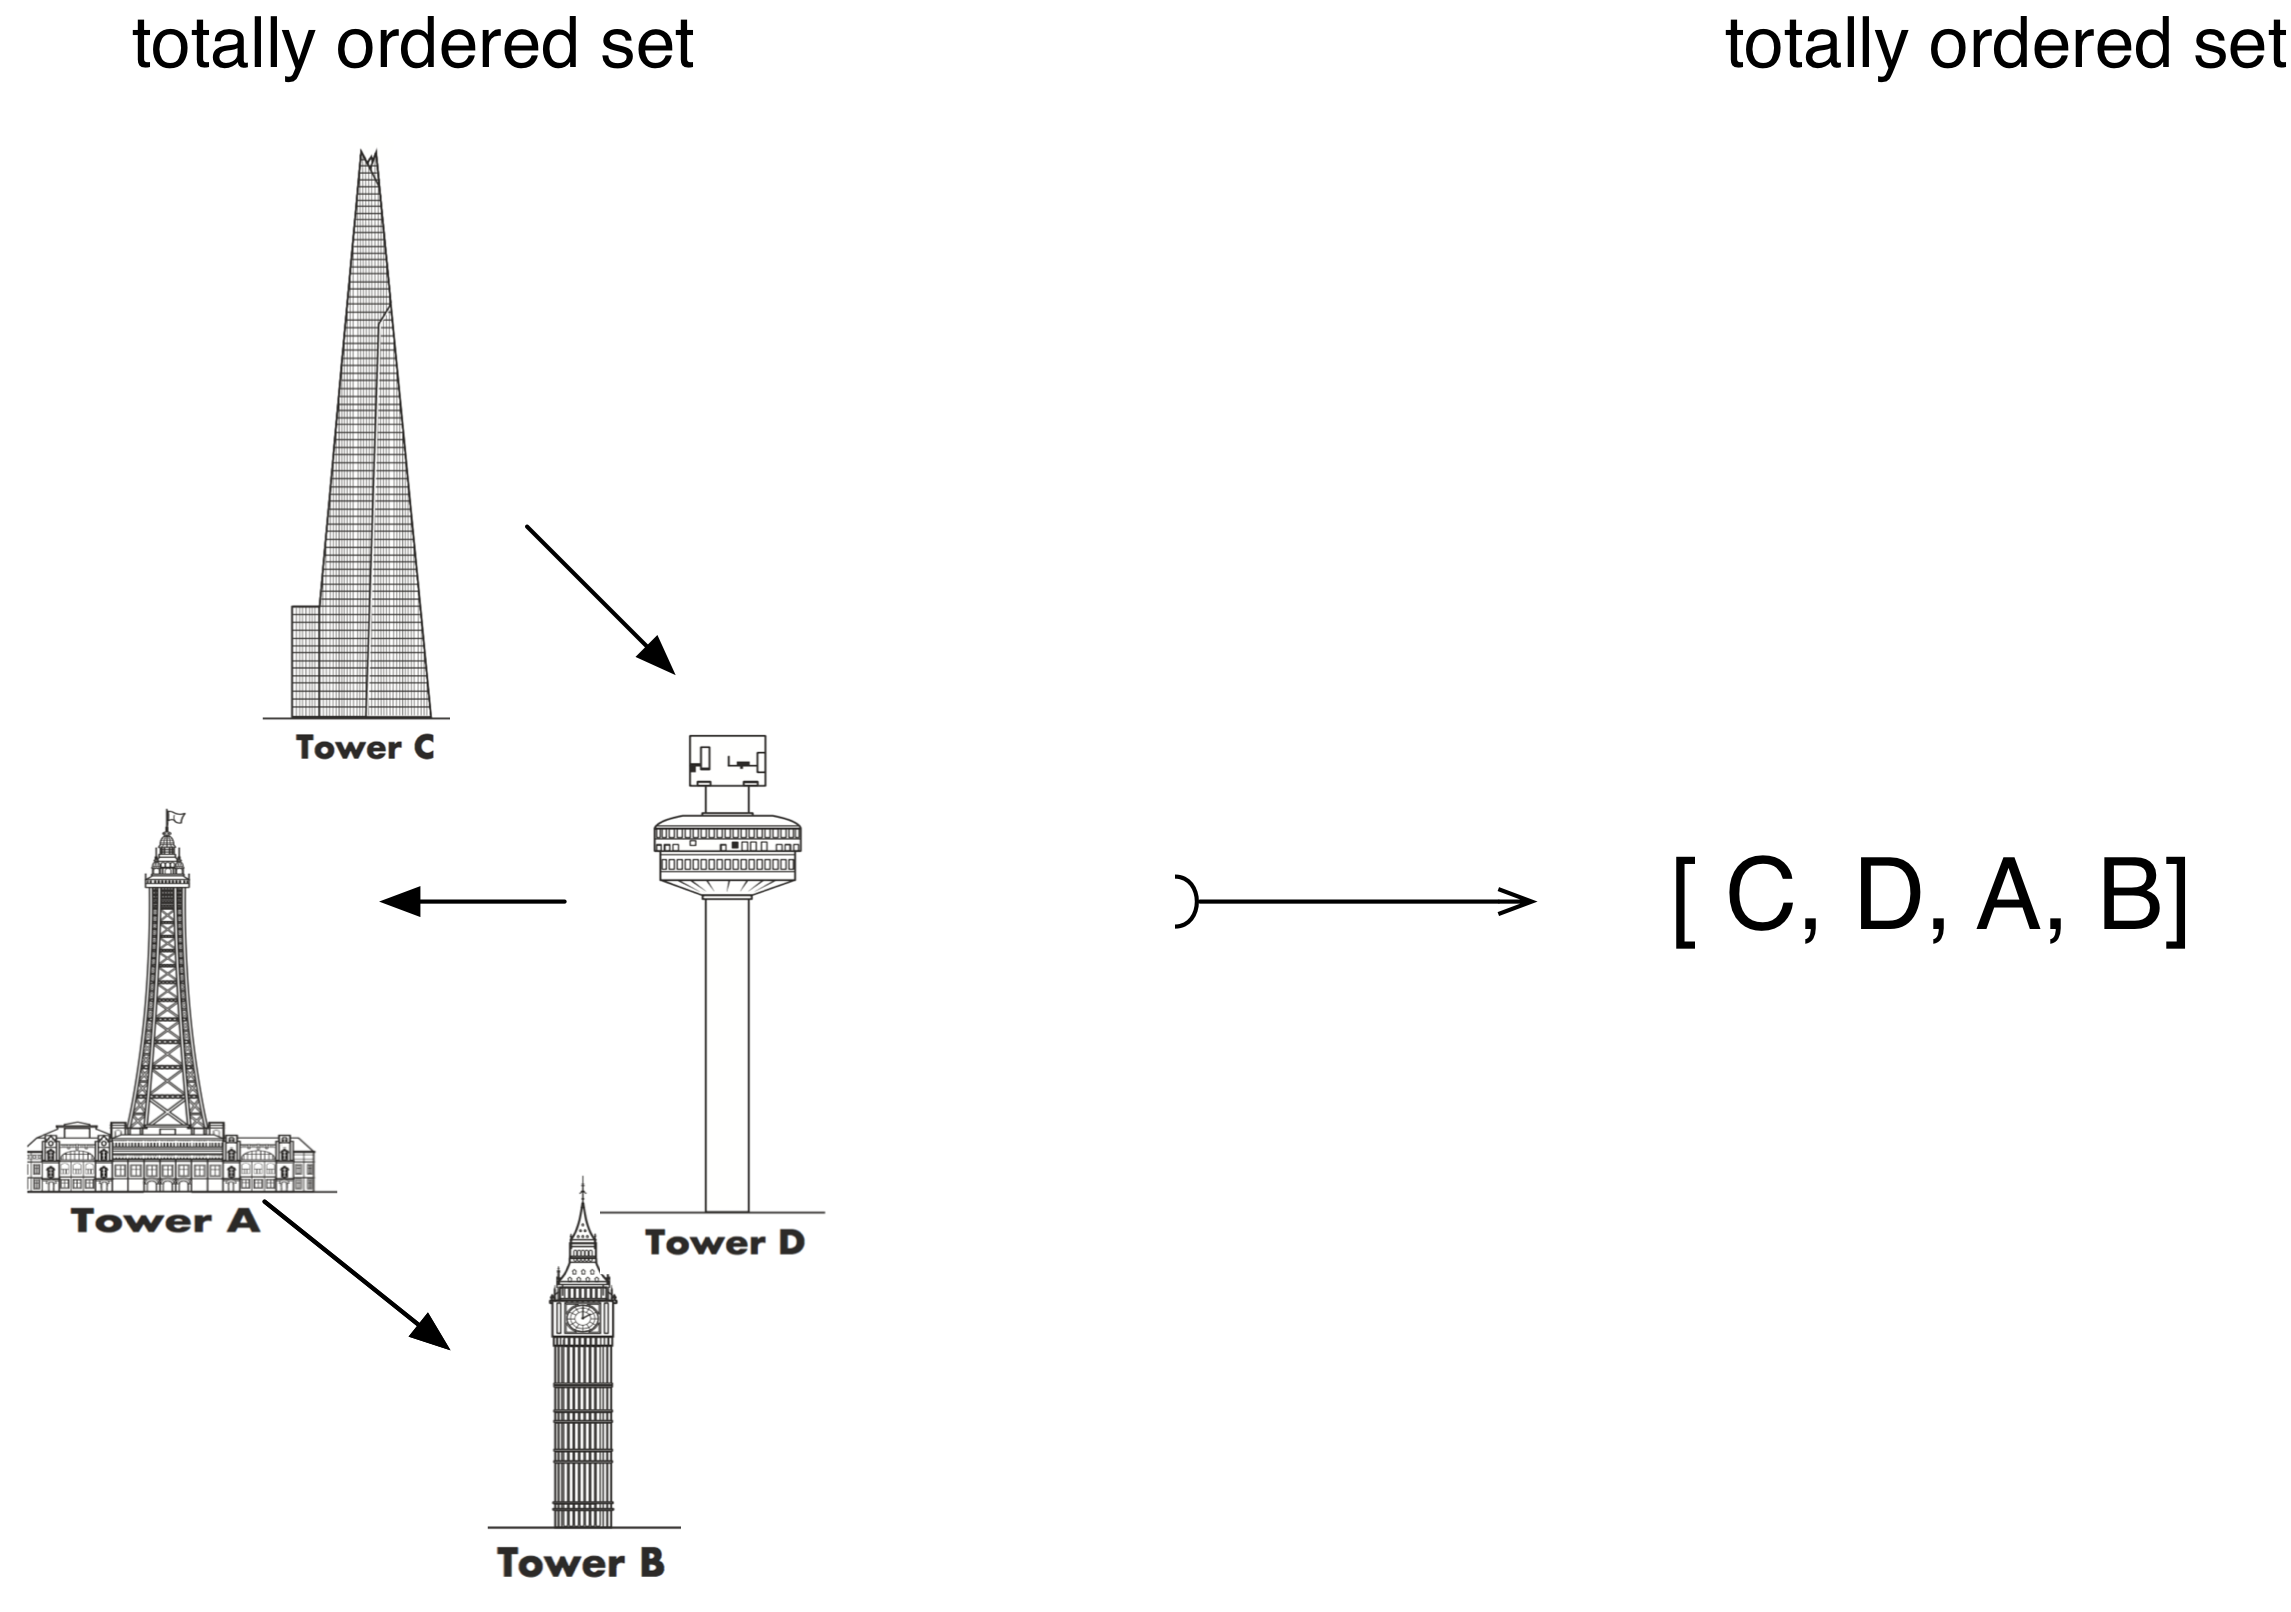 totally ordered set
totally ordered set
Tower C
[ C, D, A, B]
Tower A
Tower D
Tower B